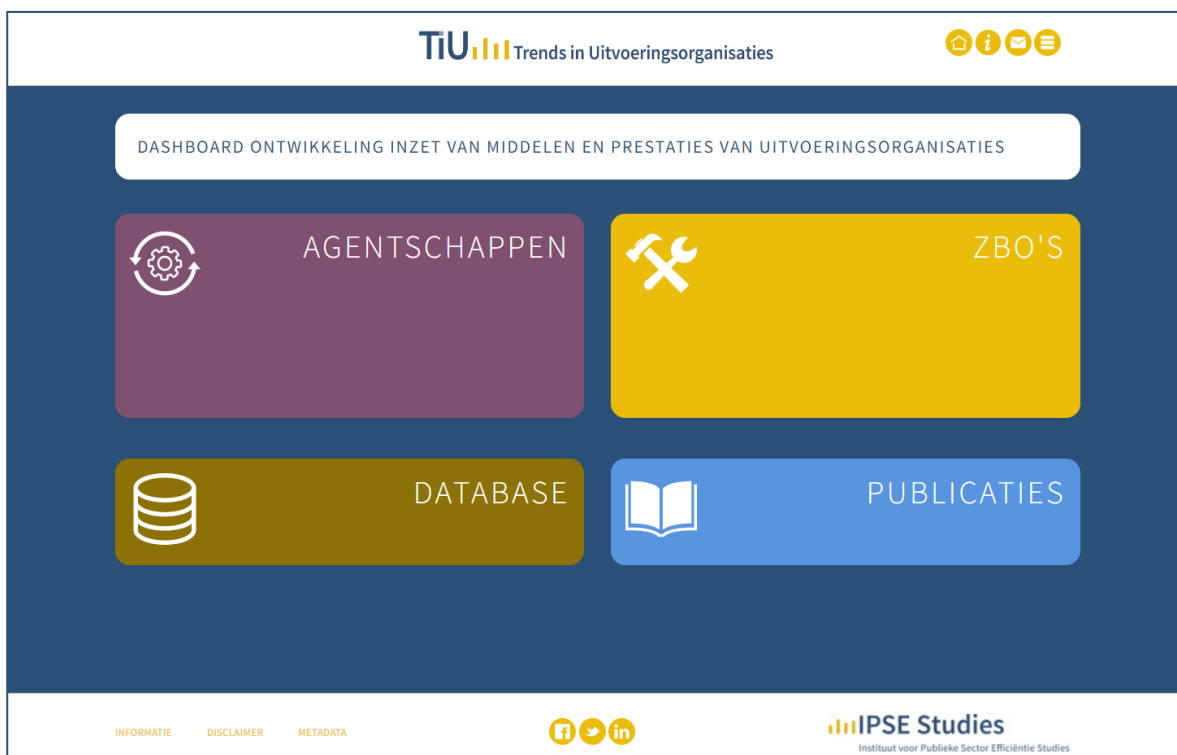 TiU Trends in Uitvoeringsorganisaties
DASHBOARD ONTWIKKELING INZET VAN MIDDELEN EN PRESTATIES VAN UITVOERINGSORGANISATIES
AGENTSCHAPPEN
ZBO'S
DATABASE
PUBLICATIES
INFORMATIE DISCLAIMER METADATA
IPSE Studies
Instituut voor Publieke Sector Efficiëntie Studies